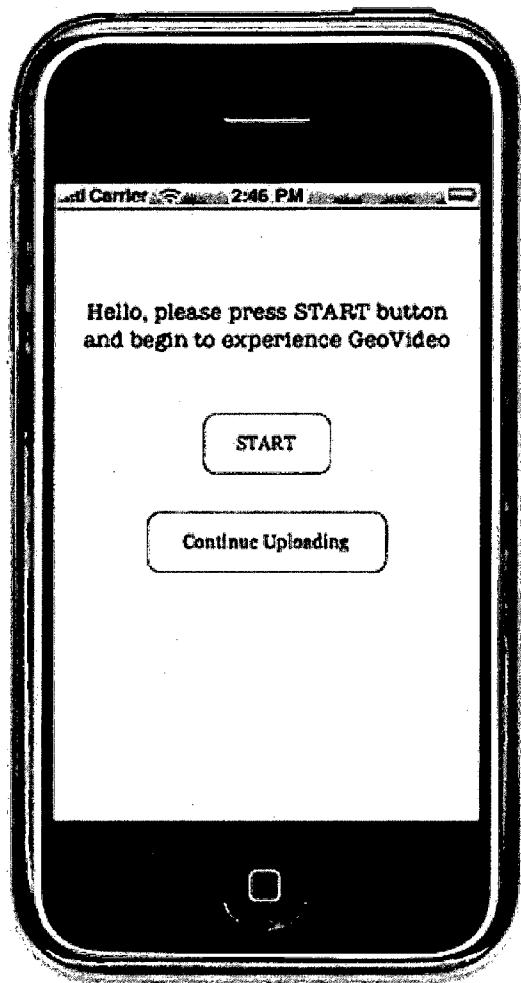 Carrier 2:46 PM
Hello, please press START button
and begin to experience GeoVideo
START
Continue Uploading